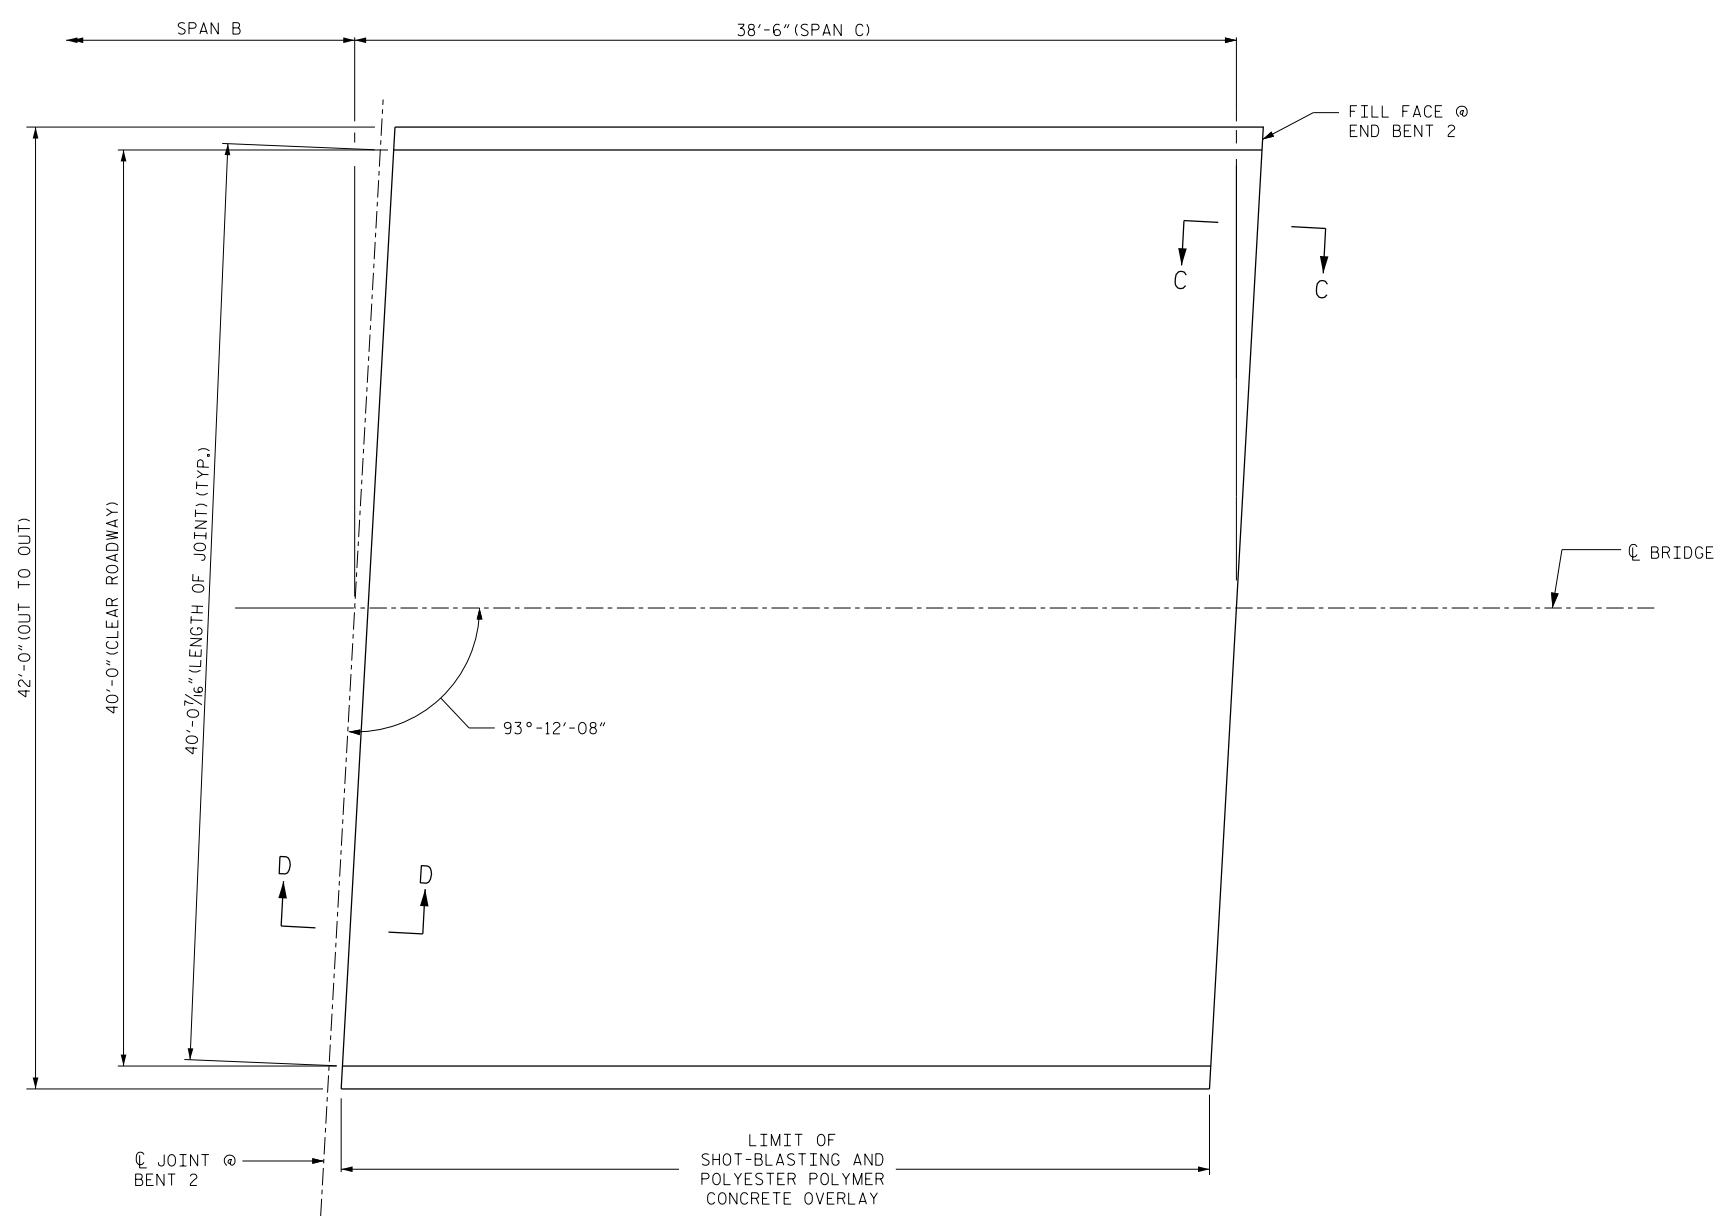 SPAN B
38'-6"(SPAN C)
FILL FACE @
END BENT 2
C
C
42'-0"(OUT TO OUT)
40'-0"(CLEAR ROADWAY)
40'-0 7/16"(LENGTH OF JOINT)(TYP.)
℄ BRIDGE
93°-12'-08"
D
D
℄ JOINT @
BENT 2
LIMIT OF
SHOT-BLASTING AND
POLYESTER POLYMER
CONCRETE OVERLAY